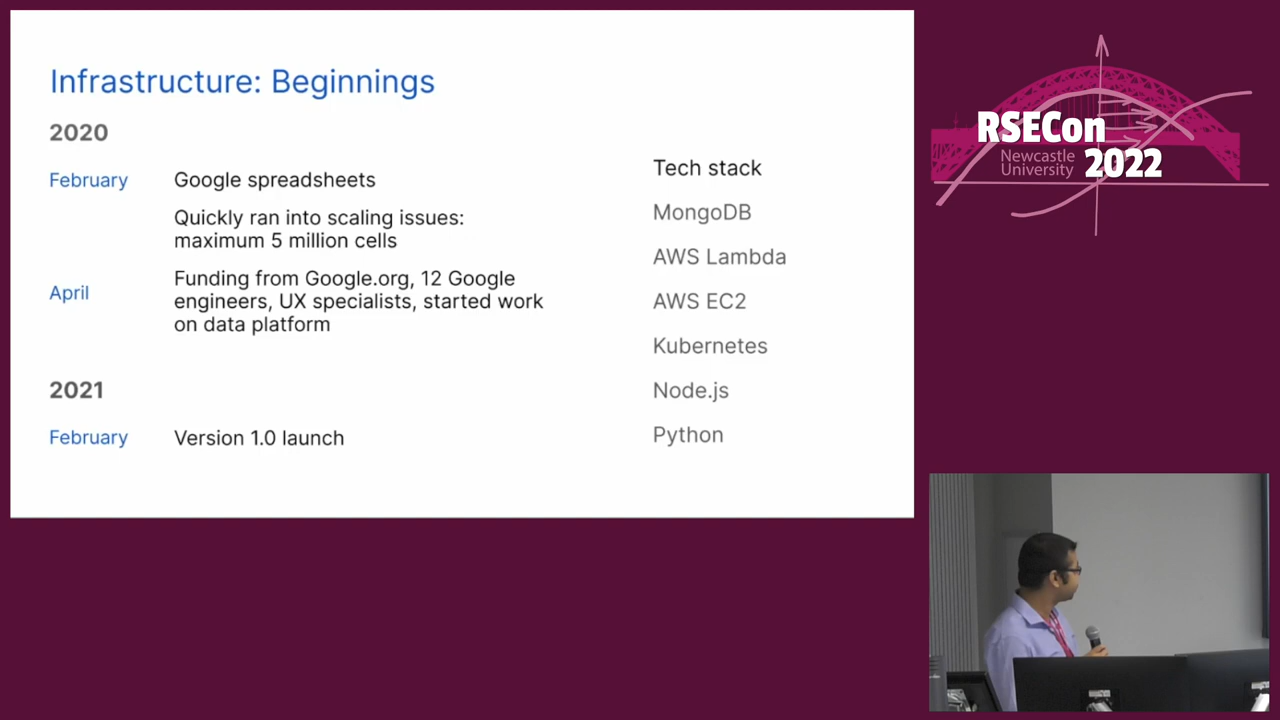 Infrastructure: Beginnings
2020
February
Google spreadsheets
Quickly ran into scaling issues:
maximum 5 million cells
April
Funding from Google.org, 12 Google
engineers, UX specialists, started work
on data platform
2021
February
Version 1.0 launch
Tech stack
MongoDB
AWS Lambda
AWS EC2
Kubernetes
Node.js
Python
RSECon
Newcastle
University
2022